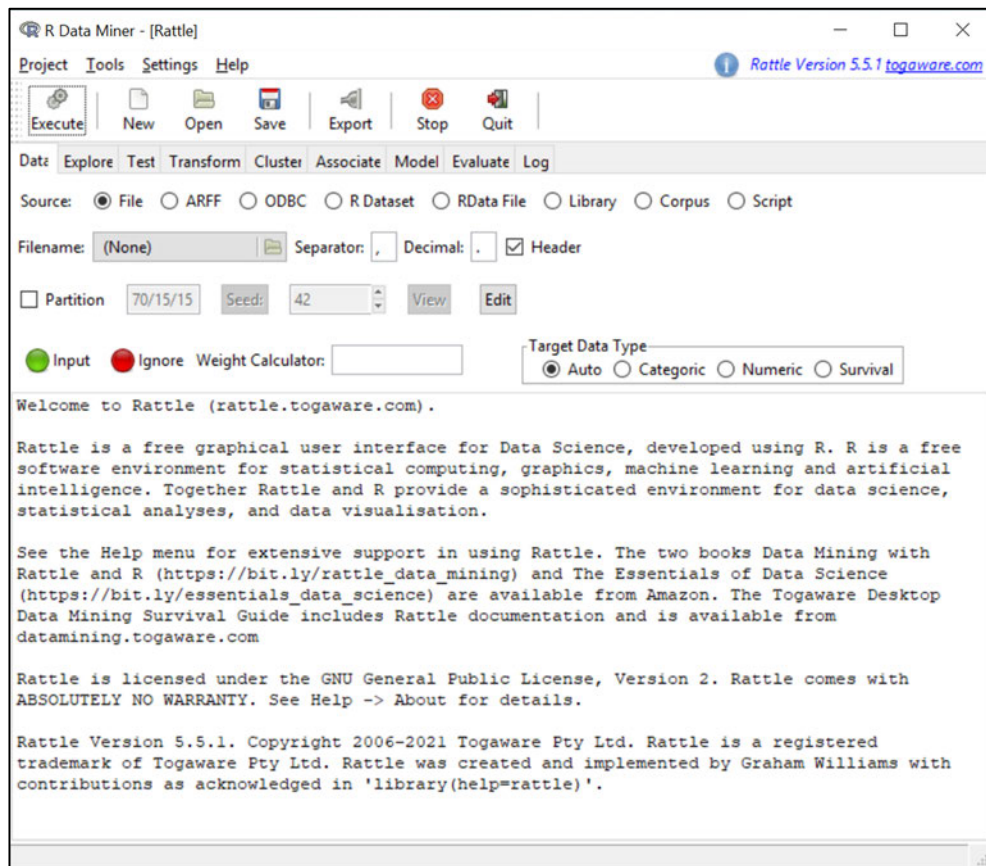 R Data Miner - [Rattle]
Project Tools Settings Help
Rattle Version 5.5.1 togaware.com
Execute New Open Save Export Stop Quit
Data Explore Test Transform Cluster Associate Model Evaluate Log
Source: File ARFF ODBC R Dataset RData File Library Corpus Script
Filename: (None) Separator: , Decimal: . Header
Partition 70/15/15 Seed: 42 View Edit
Target Data Type
Input Ignore Weight Calculator: Auto Categoric Numeric Survival
Welcome to Rattle (rattle.togaware.com).
Rattle is a free graphical user interface for Data Science, developed using R. R is a free
software environment for statistical computing, graphics, machine learning and artificial
intelligence. Together Rattle and R provide a sophisticated environment for data science,
statistical analyses, and data visualisation.
See the Help menu for extensive support in using Rattle. The two books Data Mining with
Rattle and R (https://bit.ly/rattle_data_mining) and The Essentials of Data Science
(https://bit.ly/essentials_data_science) are available from Amazon. The Togaware Desktop
Data Mining Survival Guide includes Rattle documentation and is available from
datamining.togaware.com
Rattle is licensed under the GNU General Public License, Version 2. Rattle comes with
ABSOLUTELY NO WARRANTY. See Help -> About for details.
Rattle Version 5.5.1. Copyright 2006-2021 Togaware Pty Ltd. Rattle is a registered
trademark of Togaware Pty Ltd. Rattle was created and implemented by Graham Williams with
contributions as acknowledged in 'library(help=rattle)'.